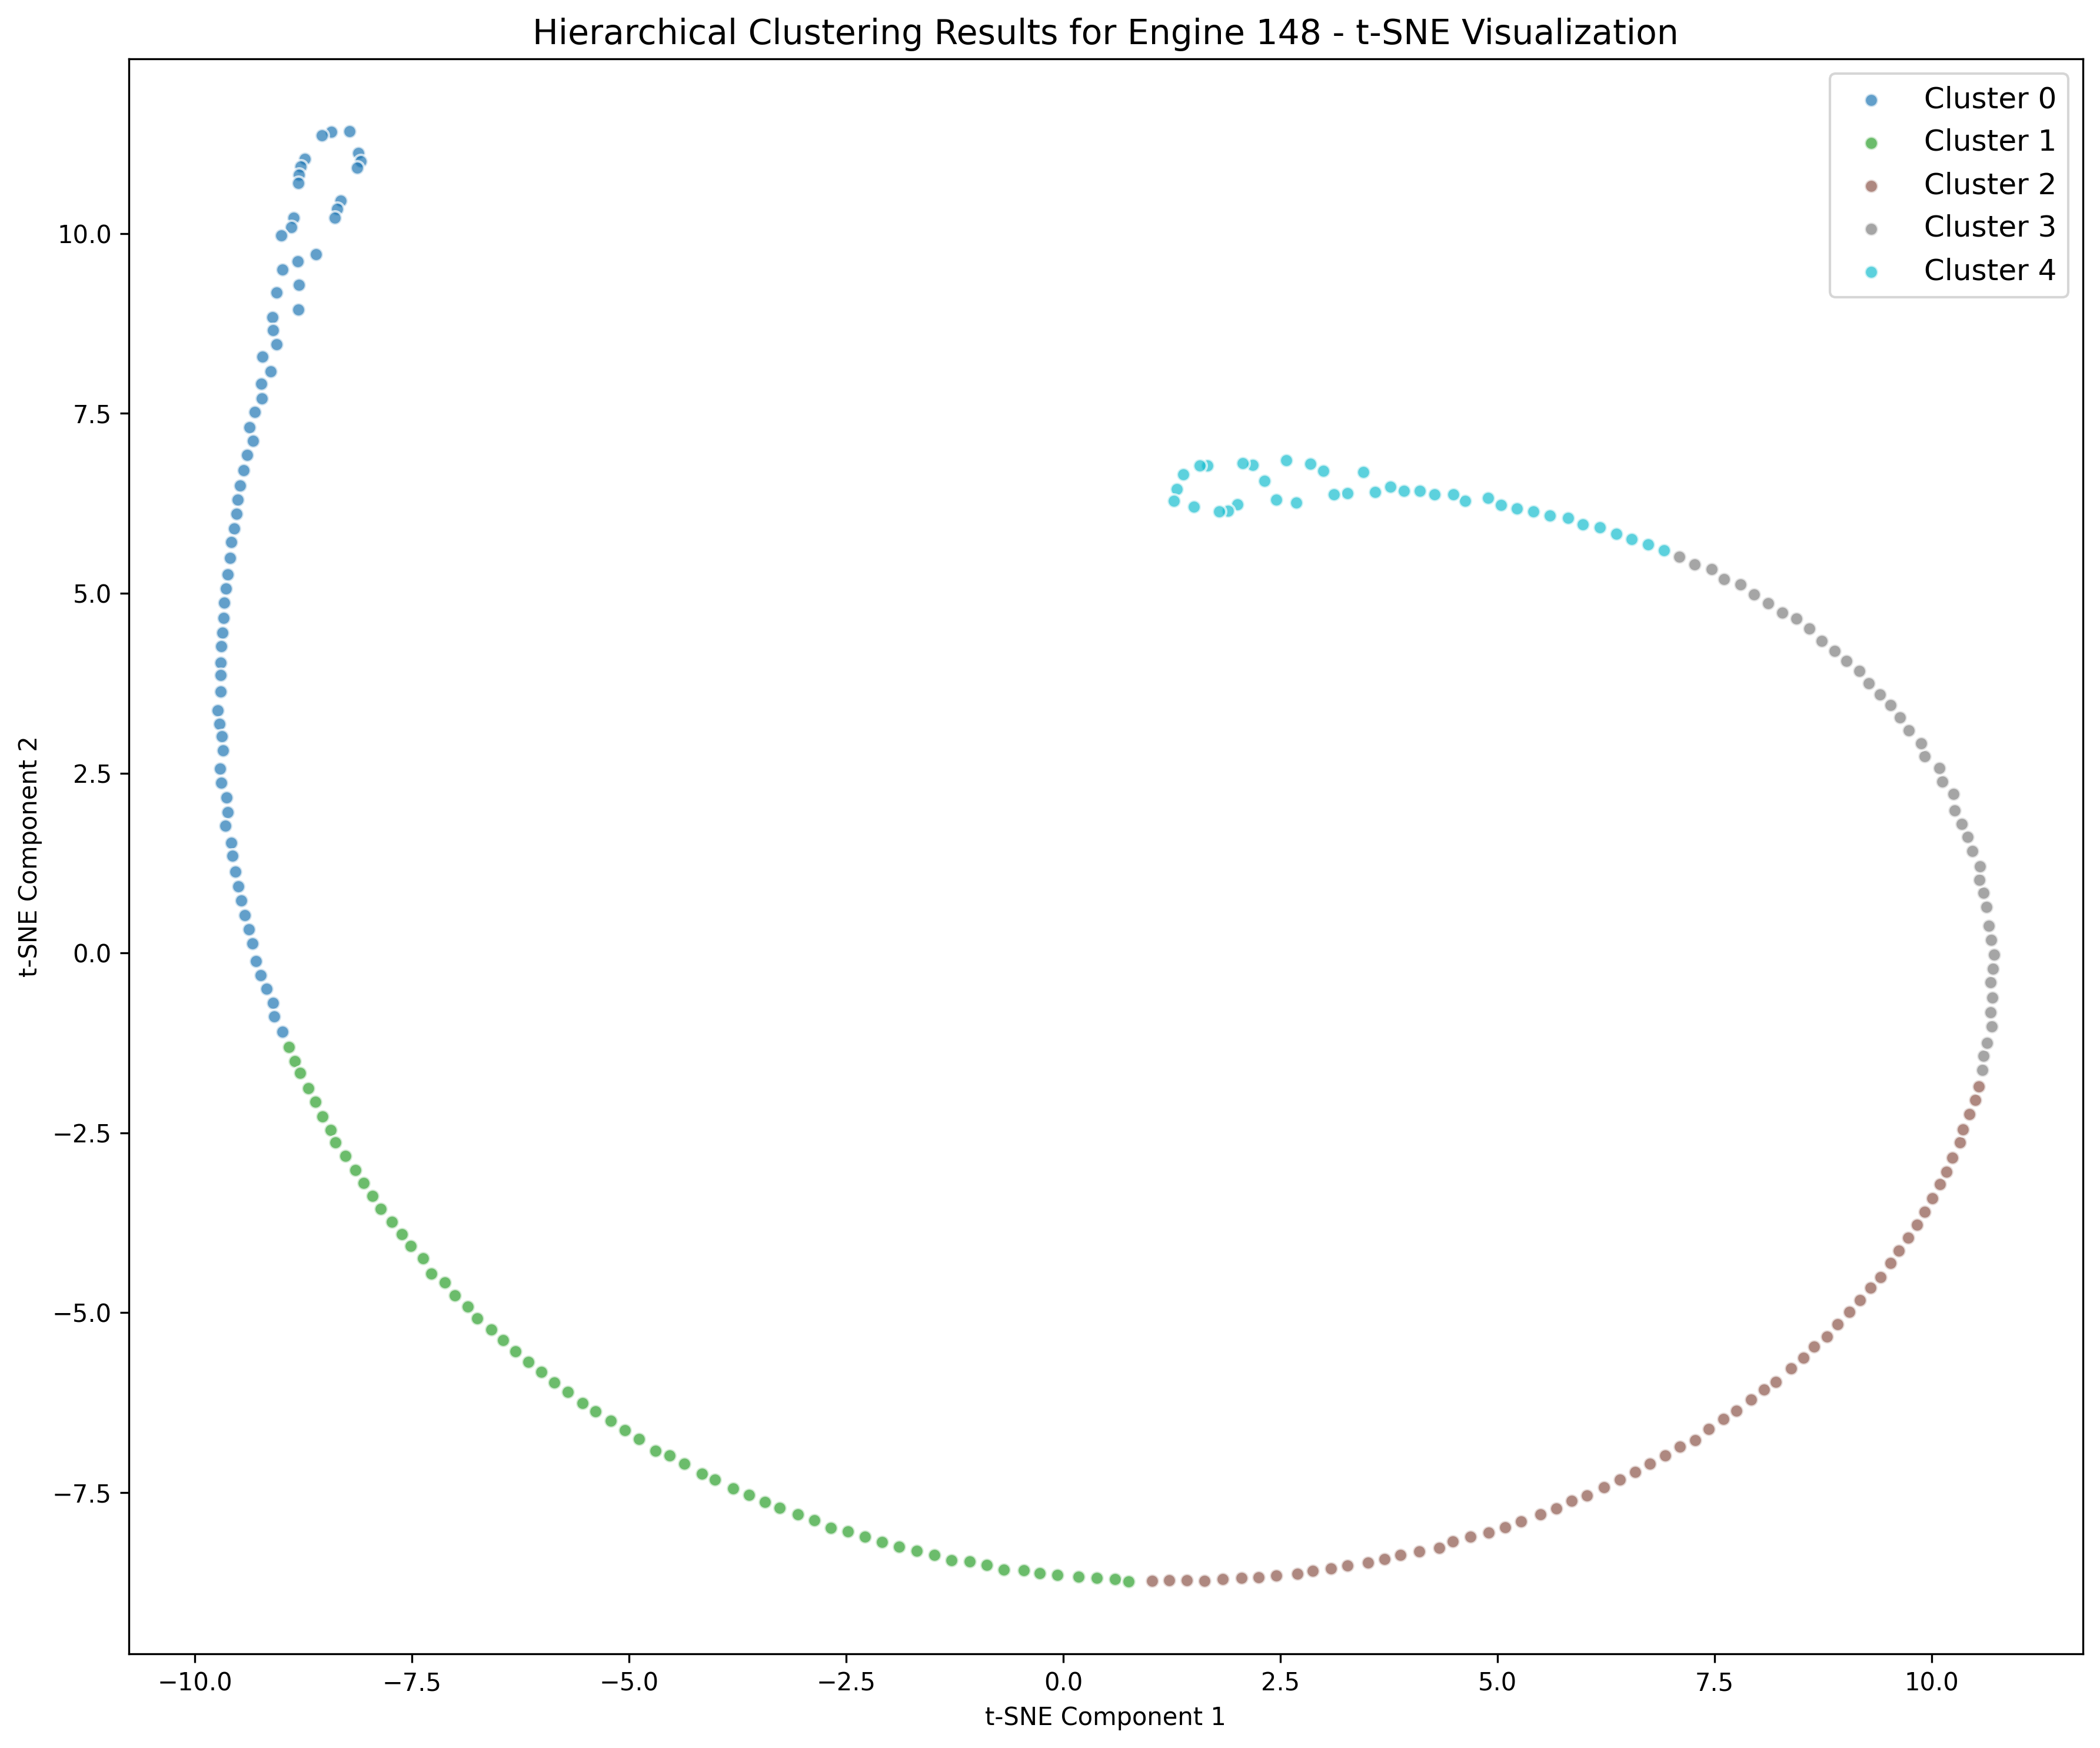 Hierarchical Clustering Results for Engine 148 - t-SNE Visualization
Cluster 0
Cluster 1
Cluster 2
Cluster 3
Cluster 4
10.0
7.5
5.0
2.5
0.0
−2.5
−5.0
−7.5
t-SNE Component 2
−10.0 −7.5 −5.0 −2.5 0.0 2.5 5.0 7.5 10.0
t-SNE Component 1